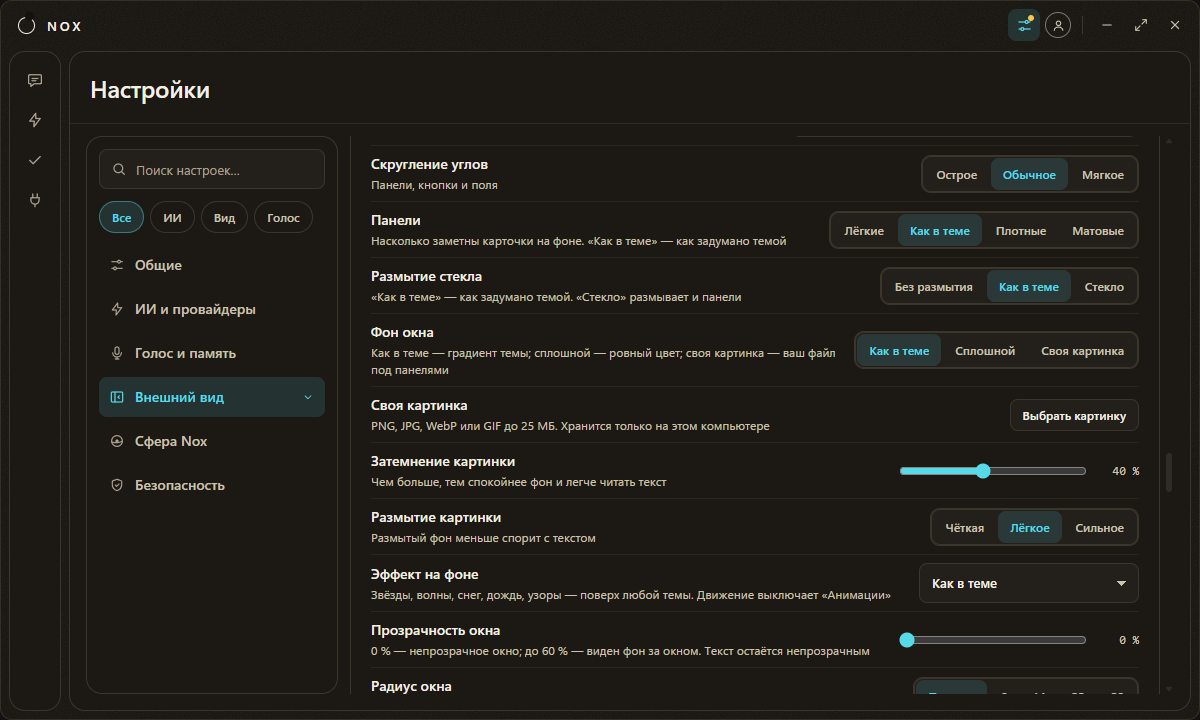 NOX
Настройки
Поиск настроек...
Все ИИ Вид Голос
Общие
ИИ и провайдеры
Голос и память
Внешний вид
Сфера Nox
Безопасность
Скругление углов
Панели, кнопки и поля
Острое Обычное Мягкое
Панели
Насколько заметны карточки на фоне. «Как в теме» — как задумано темой
Лёгкие Как в теме Плотные Матовые
Размытие стекла
«Как в теме» — как задумано темой. «Стекло» размывает и панели
Без размытия Как в теме Стекло
Фон окна
Как в теме — градиент темы; сплошной — ровный цвет; своя картинка — ваш файл
под панелями
Как в теме Сплошной Своя картинка
Своя картинка
PNG, JPG, WebP или GIF до 25 МБ. Хранится только на этом компьютере
Выбрать картинку
Затемнение картинки
Чем больше, тем спокойнее фон и легче читать текст
40 %
Размытие картинки
Размытый фон меньше спорит с текстом
Чёткая Лёгкое Сильное
Эффект на фоне
Звёзды, волны, снег, дождь, узоры — поверх любой темы. Движение выключает «Анимации»
Как в теме
Прозрачность окна
0 % — непрозрачное окно; до 60 % — виден фон за окном. Текст остаётся непрозрачным
0 %
Радиус окна